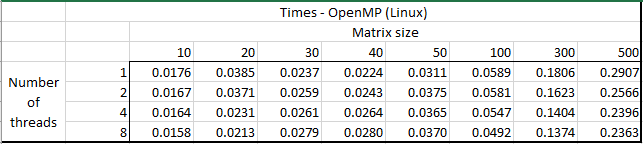 Times - OpenMP (Linux)
Matrix size
10 20 30 40 50 100 300 500
Number of threads
1 0.0176 0.0385 0.0237 0.0224 0.0311 0.0589 0.1806 0.2907
2 0.0167 0.0371 0.0259 0.0243 0.0375 0.0581 0.1623 0.2566
4 0.0164 0.0231 0.0261 0.0264 0.0365 0.0547 0.1404 0.2396
8 0.0158 0.0213 0.0279 0.0280 0.0370 0.0492 0.1374 0.2363